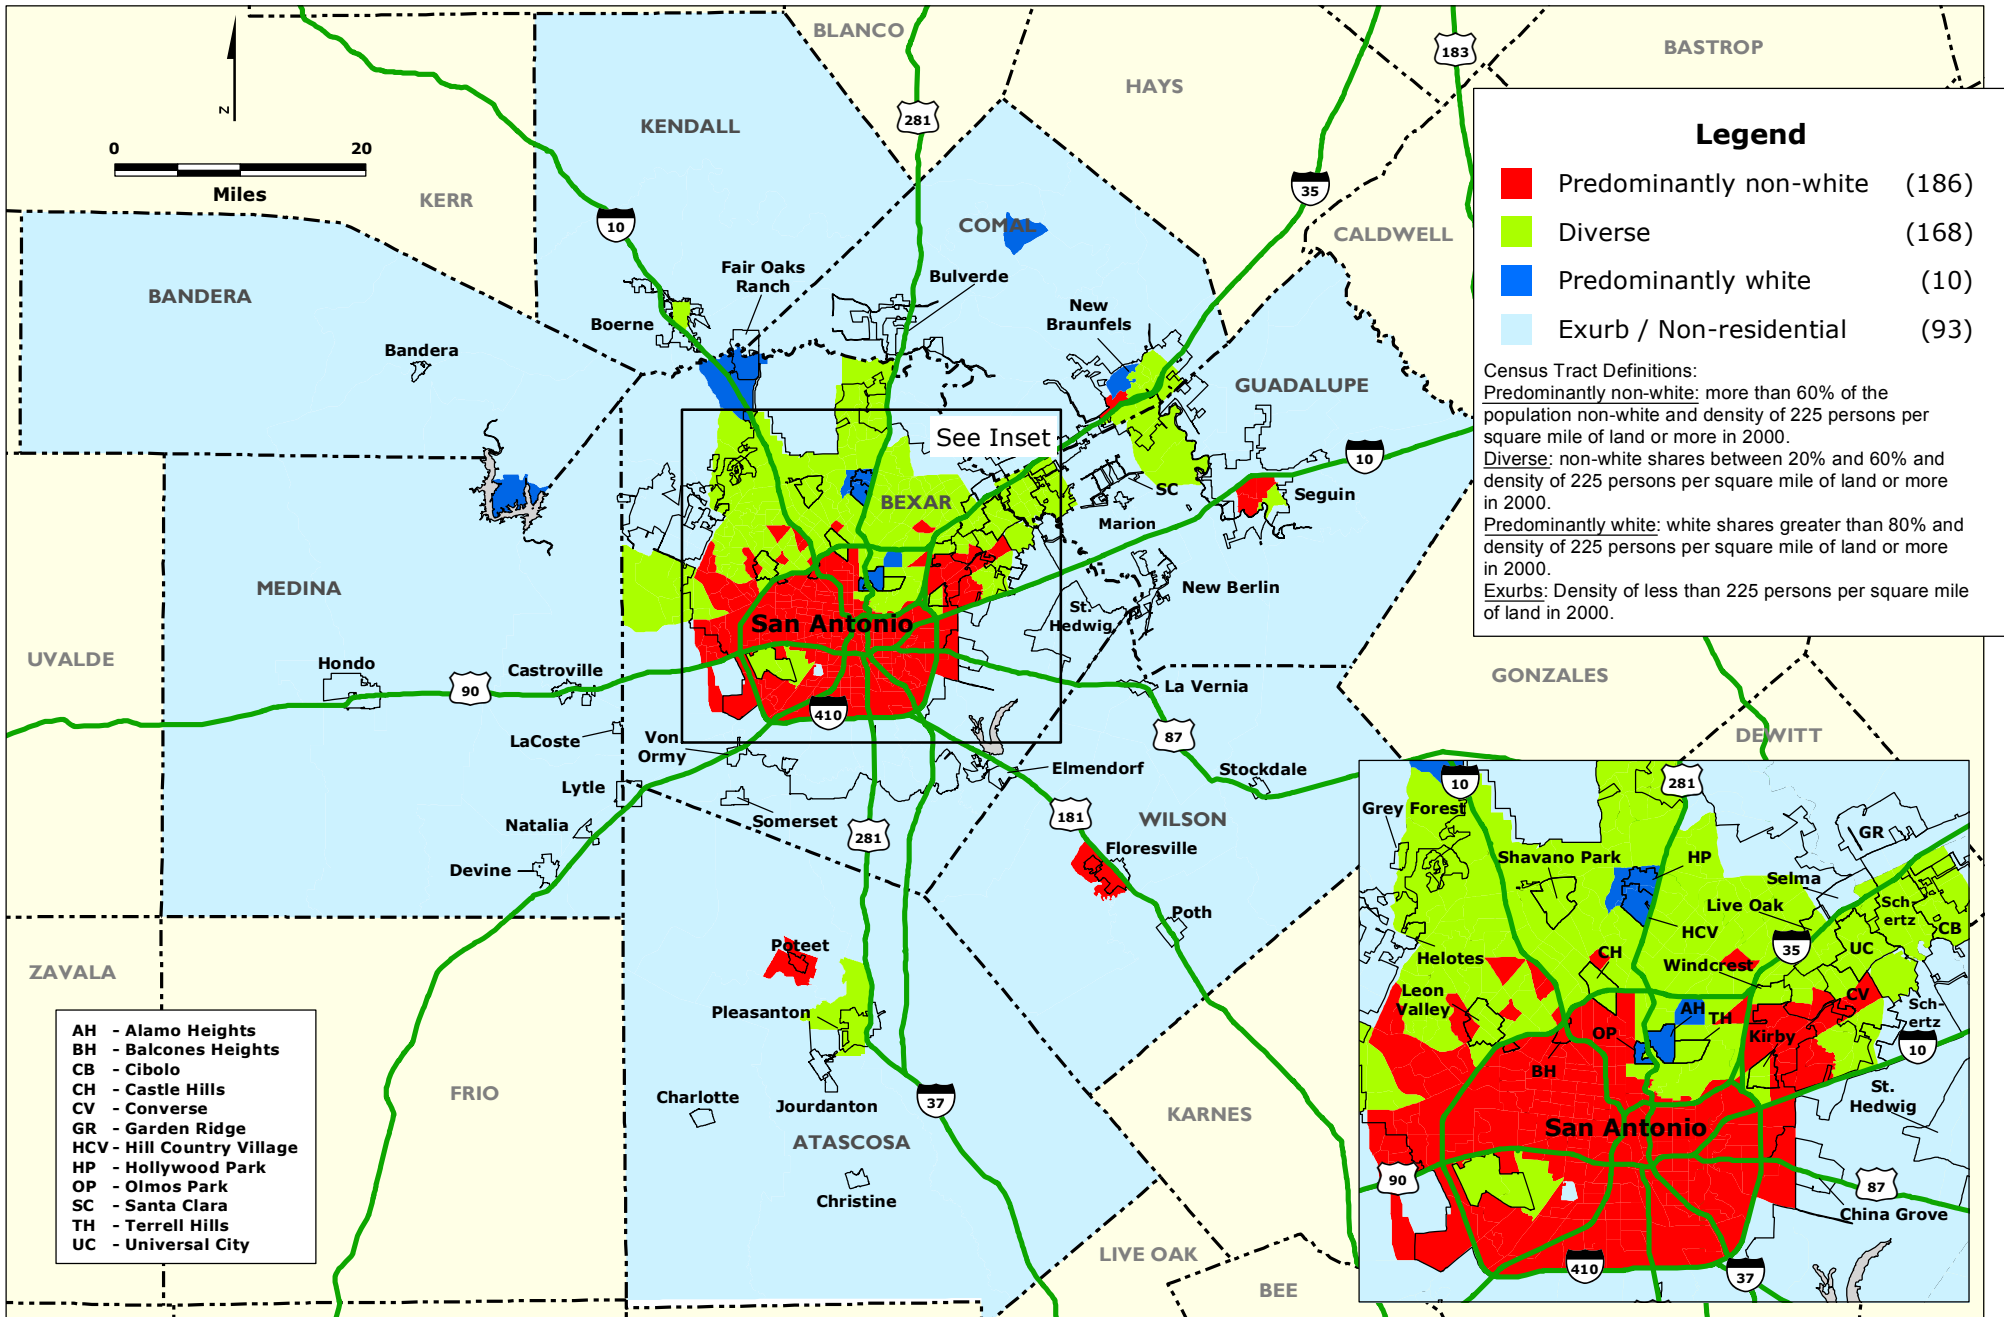 BLANCO
BASTROP
183
HAYS
281
KENDALL
N
0
20
Miles
KERR
35
COMAL
CALDWELL
10
Fair Oaks
Ranch
Bulverde
BANDERA
New
Braunfels
Boerne
Bandera
GUADALUPE
See Inset
10
BEXAR
SC
Seguin
Marion
MEDINA
New Berlin
St.
Hedwig
San Antonio
UVALDE
Hondo
Castroville
90
La Vernia
GONZALES
410
LaCoste
Von
Ormy
87
DEWITT
Elmendorf
Stockdale
Lytle
Somerset
181
WILSON
Natalia
281
Floresville
Devine
Poth
Poteet
ZAVALA
Pleasanton
FRIO
Charlotte
Jourdanton
37
KARNES
ATASCOSA
Christine
LIVE OAK
BEE
Legend
Predominantly non-white (186)
Diverse (168)
Predominantly white (10)
Exurb / Non-residential (93)
Census Tract Definitions:
Predominantly non-white: more than 60% of the
population non-white and density of 225 persons per
square mile of land or more in 2000.
Diverse: non-white shares between 20% and 60% and
density of 225 persons per square mile of land or more
in 2000.
Predominantly white: white shares greater than 80% and
density of 225 persons per square mile of land or more
in 2000.
Exurbs: Density of less than 225 persons per square mile
of land in 2000.
AH - Alamo Heights
BH - Balcones Heights
CB - Cibolo
CH - Castle Hills
CV - Converse
GR - Garden Ridge
HCV - Hill Country Village
HP - Hollywood Park
OP - Olmos Park
SC - Santa Clara
TH - Terrell Hills
UC - Universal City
10
281
Grey Forest
GR
Shavano Park
HP
Selma
Live Oak
Sch-
ertz
HCV
CB
35
UC
Helotes
CH
Windcrest
Leon
Valley
CV
AH
TH
Sch-
ertz
OP
Kirby
10
BH
St.
Hedwig
San Antonio
90
87
China Grove
410
37